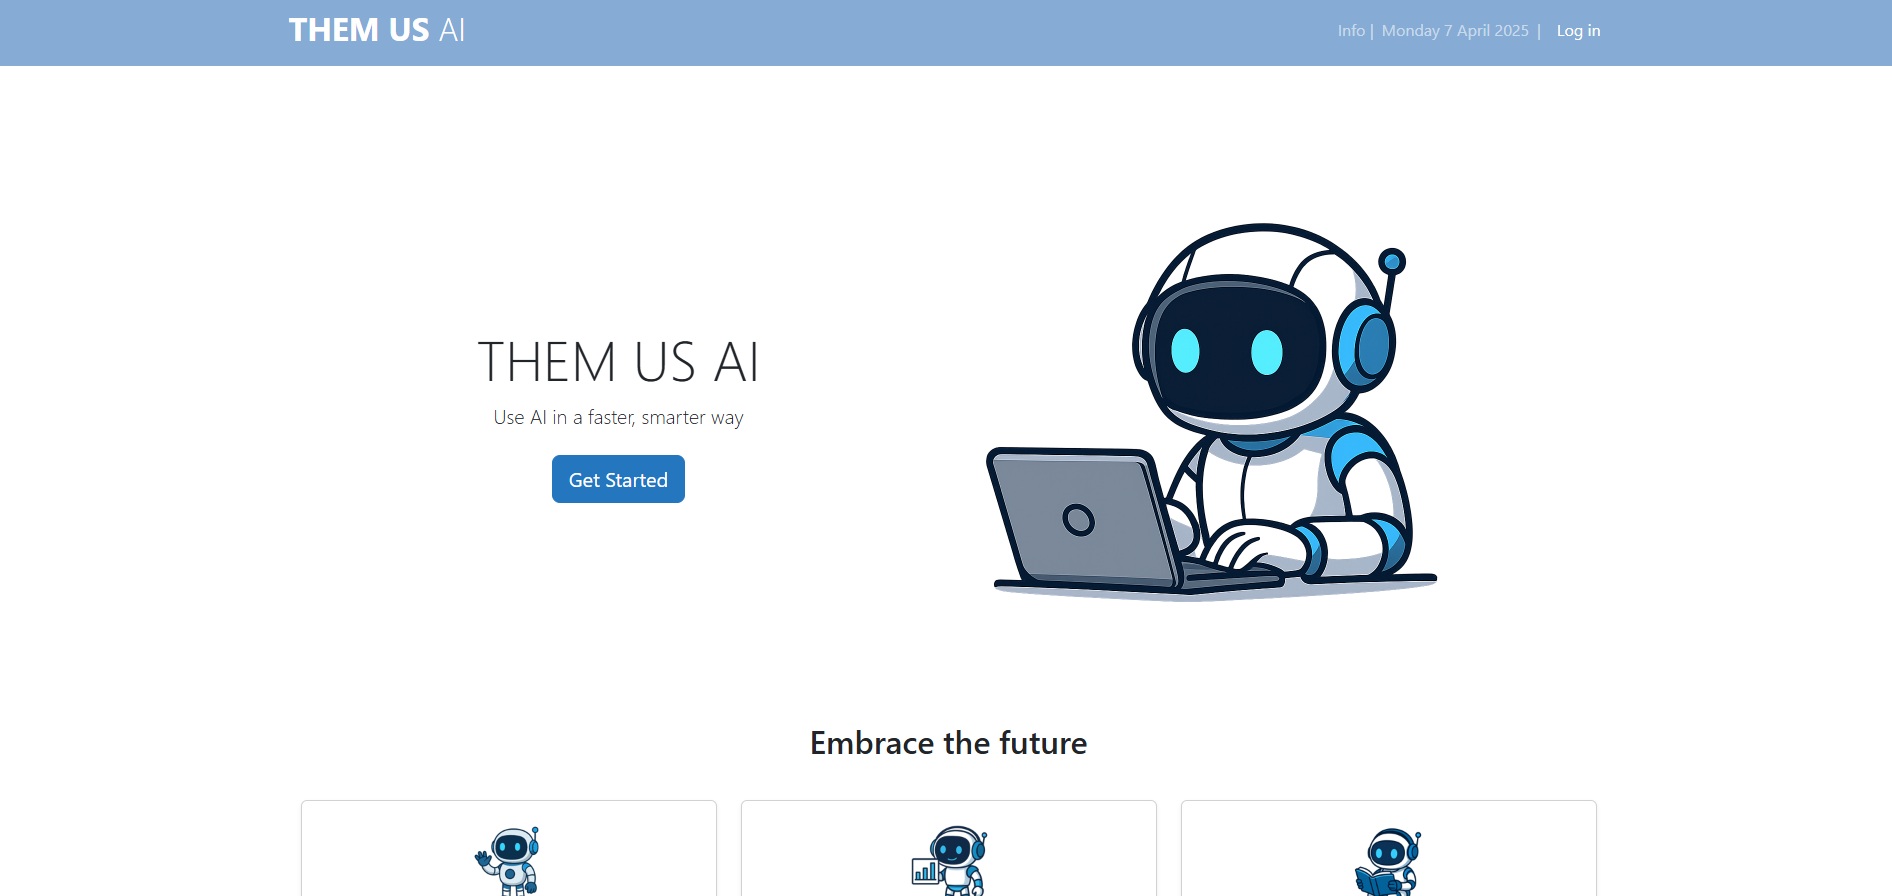 THEM US AI
Info | Monday 7 April 2025 | Log in
THEM US AI
Use AI in a faster, smarter way
Get Started
Embrace the future